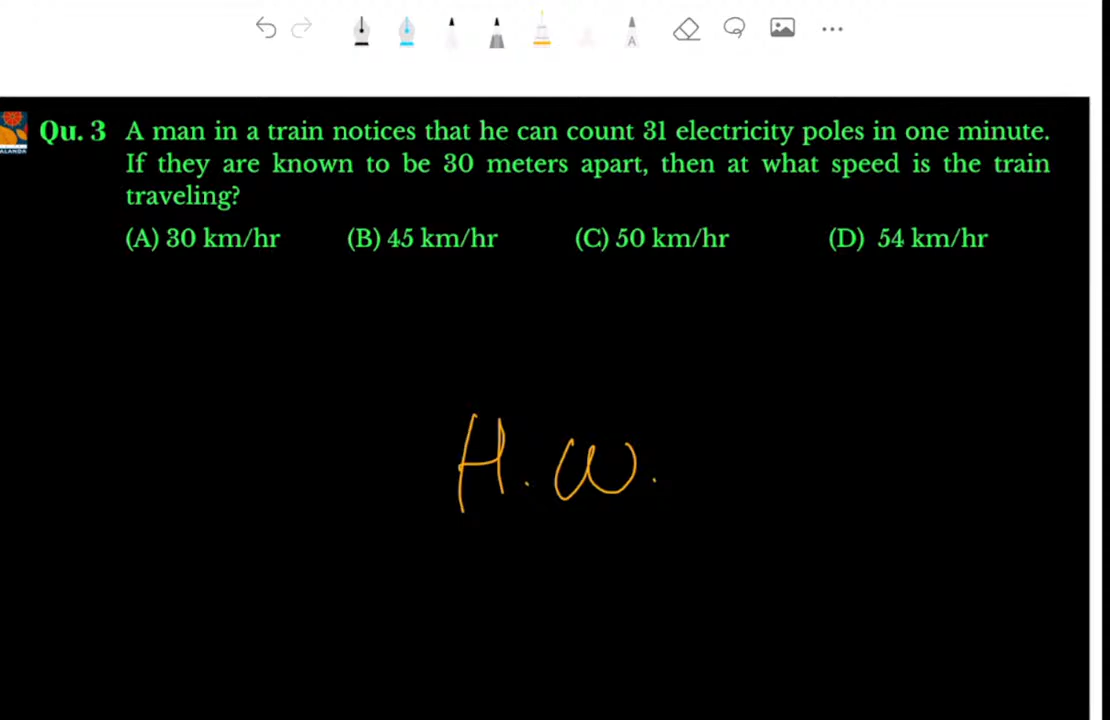 A
Qu. 3 A man in a train notices that he can count 31 electricity poles in one minute.
If they are known to be 30 meters apart, then at what speed is the train
traveling?
(A) 30 km/hr (B) 45 km/hr (C) 50 km/hr (D) 54 km/hr
H.W.